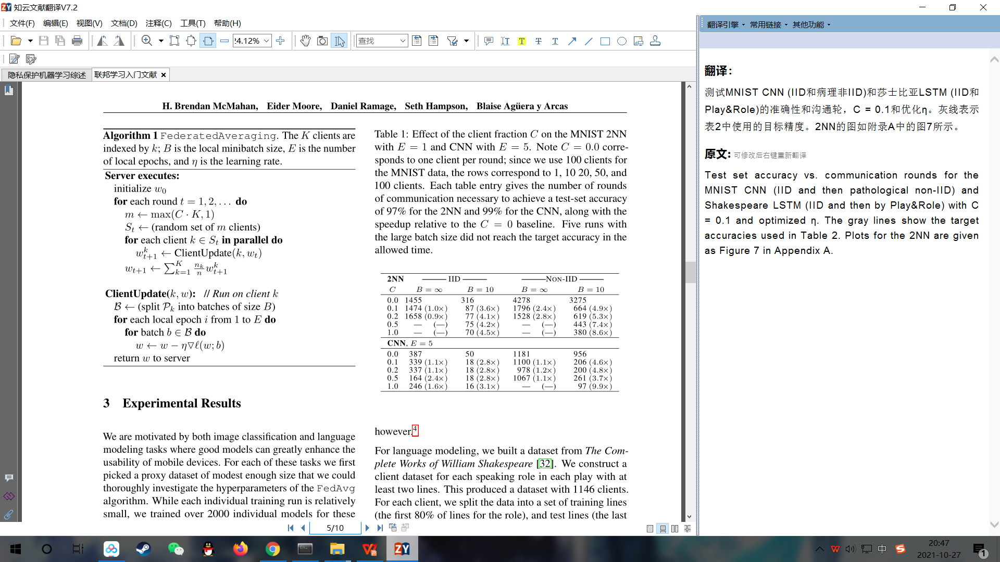 知云文献翻译V7.2
文件(F) 编辑(E) 视图(V) 文档(D) 注释(C) 工具(T) 帮助(H)
翻译引擎 常用链接 其他功能
!4.12% 查找
隐私保护机器学习综述 联邦学习入门文献
H. Brendan McMahan, Eider Moore, Daniel Ramage, Seth Hampson, Blaise Agüera y Arcas
Algorithm 1 FederatedAveraging. The K clients are
indexed by k; B is the local minibatch size, E is the number
of local epochs, and η is the learning rate.
Server executes:
initialize w₀
for each round t = 1, 2, . . . do
m ← max(C · K, 1)
S_t ← (random set of m clients)
for each client k ∈ S_t in parallel do
w^k_{t+1} ← ClientUpdate(k, w_t)
w_{t+1} ← ∑^K_{k=1} n_k/n w^k_{t+1}
ClientUpdate(k, w): // Run on client k
ℬ ← (split 𝒫_k into batches of size B)
for each local epoch i from 1 to E do
for batch b ∈ ℬ do
w ← w − η▽ℓ(w; b)
return w to server
3 Experimental Results
We are motivated by both image classification and language
modeling tasks where good models can greatly enhance the
usability of mobile devices. For each of these tasks we first
picked a proxy dataset of modest enough size that we could
thoroughly investigate the hyperparameters of the FedAvg
algorithm. While each individual training run is relatively
small, we trained over 2000 individual models for these
Table 1: Effect of the client fraction C on the MNIST 2NN
with E = 1 and CNN with E = 5. Note C = 0.0 corre-
sponds to one client per round; since we use 100 clients for
the MNIST data, the rows correspond to 1, 10 20, 50, and
100 clients. Each table entry gives the number of rounds
of communication necessary to achieve a test-set accuracy
of 97% for the 2NN and 99% for the CNN, along with the
speedup relative to the C = 0 baseline. Five runs with
the large batch size did not reach the target accuracy in the
allowed time.
2NN ——— IID ——— ———NON-IID ———
C B = ∞ B = 10 B = ∞ B = 10
0.0 1455 316 4278 3275
0.1 1474 (1.0×) 87 (3.6×) 1796 (2.4×) 664 (4.9×)
0.2 1658 (0.9×) 77 (4.1×) 1528 (2.8×) 619 (5.3×)
0.5 — (—) 75 (4.2×) — (—) 443 (7.4×)
1.0 — (—) 70 (4.5×) — (—) 380 (8.6×)
CNN, E = 5
0.0 387 50 1181 956
0.1 339 (1.1×) 18 (2.8×) 1100 (1.1×) 206 (4.6×)
0.2 337 (1.1×) 18 (2.8×) 978 (1.2×) 200 (4.8×)
0.5 164 (2.4×) 18 (2.8×) 1067 (1.1×) 261 (3.7×)
1.0 246 (1.6×) 16 (3.1×) — (—) 97 (9.9×)
however.⁴
For language modeling, we built a dataset from The Com-
plete Works of William Shakespeare [32]. We construct a
client dataset for each speaking role in each play with at
least two lines. This produced a dataset with 1146 clients.
For each client, we split the data into a set of training lines
(the first 80% of lines for the role), and test lines (the last
5/10
翻译：
测试MNIST CNN (IID和病理非IID)和莎士比亚LSTM (IID和
Play&Role)的准确性和沟通轮，C = 0.1和优化η。灰线表示
表2中使用的目标精度。2NN的图如附录A中的图7所示。
原文: 可修改后右键重新翻译
Test set accuracy vs. communication rounds for the
MNIST CNN (IID and then pathological non-IID) and
Shakespeare LSTM (IID and then by Play&Role) with C
= 0.1 and optimized η. The gray lines show the target
accuracies used in Table 2. Plots for the 2NN are given
as Figure 7 in Appendix A.
ZY
中
20:47
2021-10-27
1